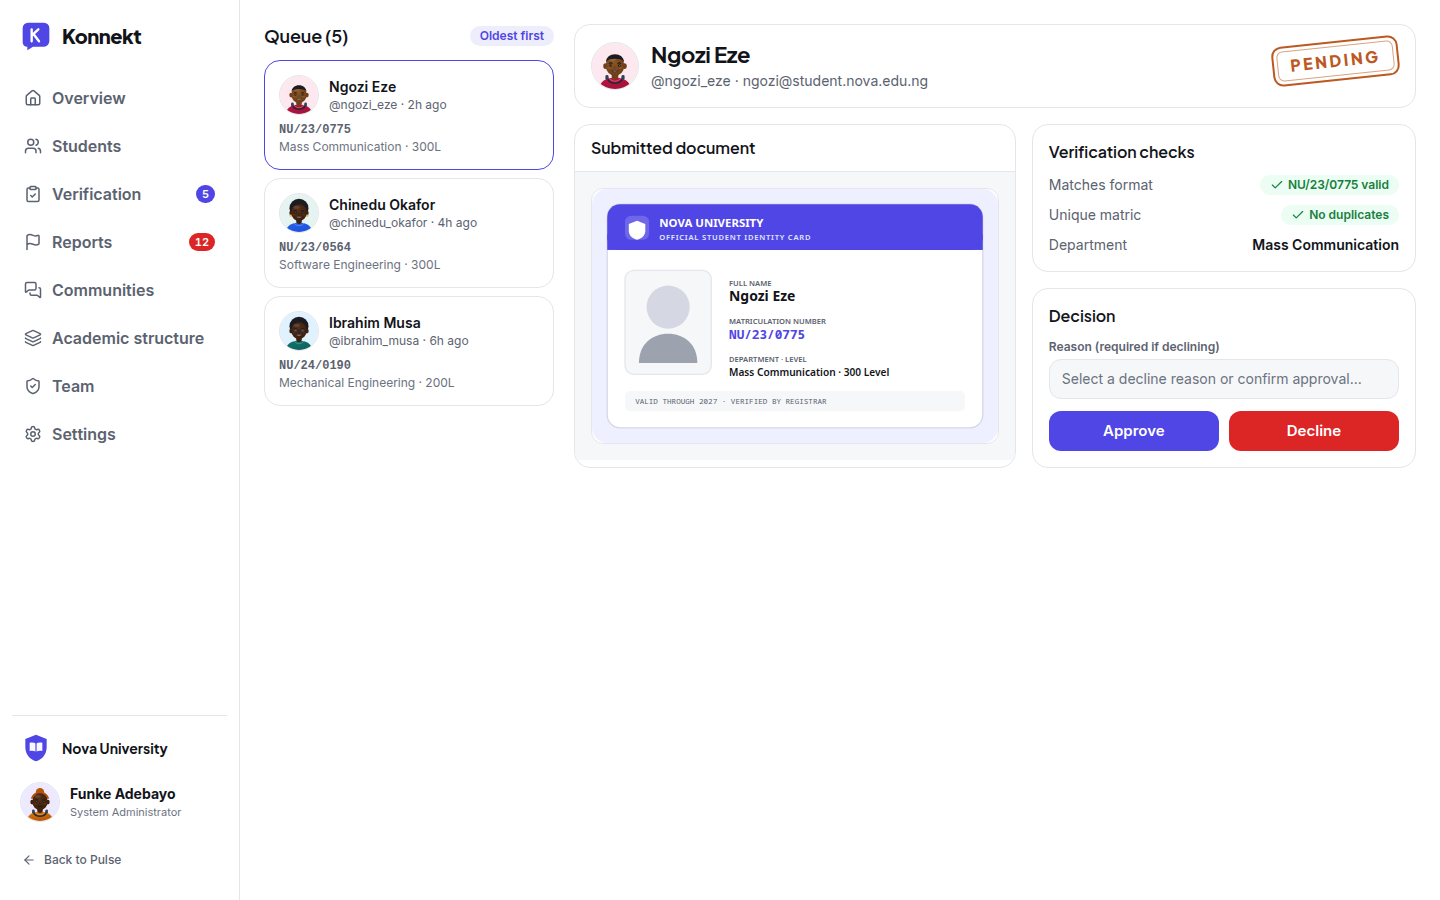 Konnekt
Overview
Students
Verification 5
Reports 12
Communities
Academic structure
Team
Settings
Nova University
Funke Adebayo
System Administrator
Back to Pulse
Queue (5) Oldest first
Ngozi Eze
@ngozi_eze · 2h ago
NU/23/0775
Mass Communication · 300L
Chinedu Okafor
@chinedu_okafor · 4h ago
NU/23/0564
Software Engineering · 300L
Ibrahim Musa
@ibrahim_musa · 6h ago
NU/24/0190
Mechanical Engineering · 200L
Ngozi Eze
@ngozi_eze · ngozi@student.nova.edu.ng
PENDING
Submitted document
NOVA UNIVERSITY
OFFICIAL STUDENT IDENTITY CARD
FULL NAME
Ngozi Eze
MATRICULATION NUMBER
NU/23/0775
DEPARTMENT · LEVEL
Mass Communication · 300 Level
VALID THROUGH 2027 · VERIFIED BY REGISTRAR
Verification checks
Matches format NU/23/0775 valid
Unique matric No duplicates
Department Mass Communication
Decision
Reason (required if declining)
Select a decline reason or confirm approval...
Approve Decline